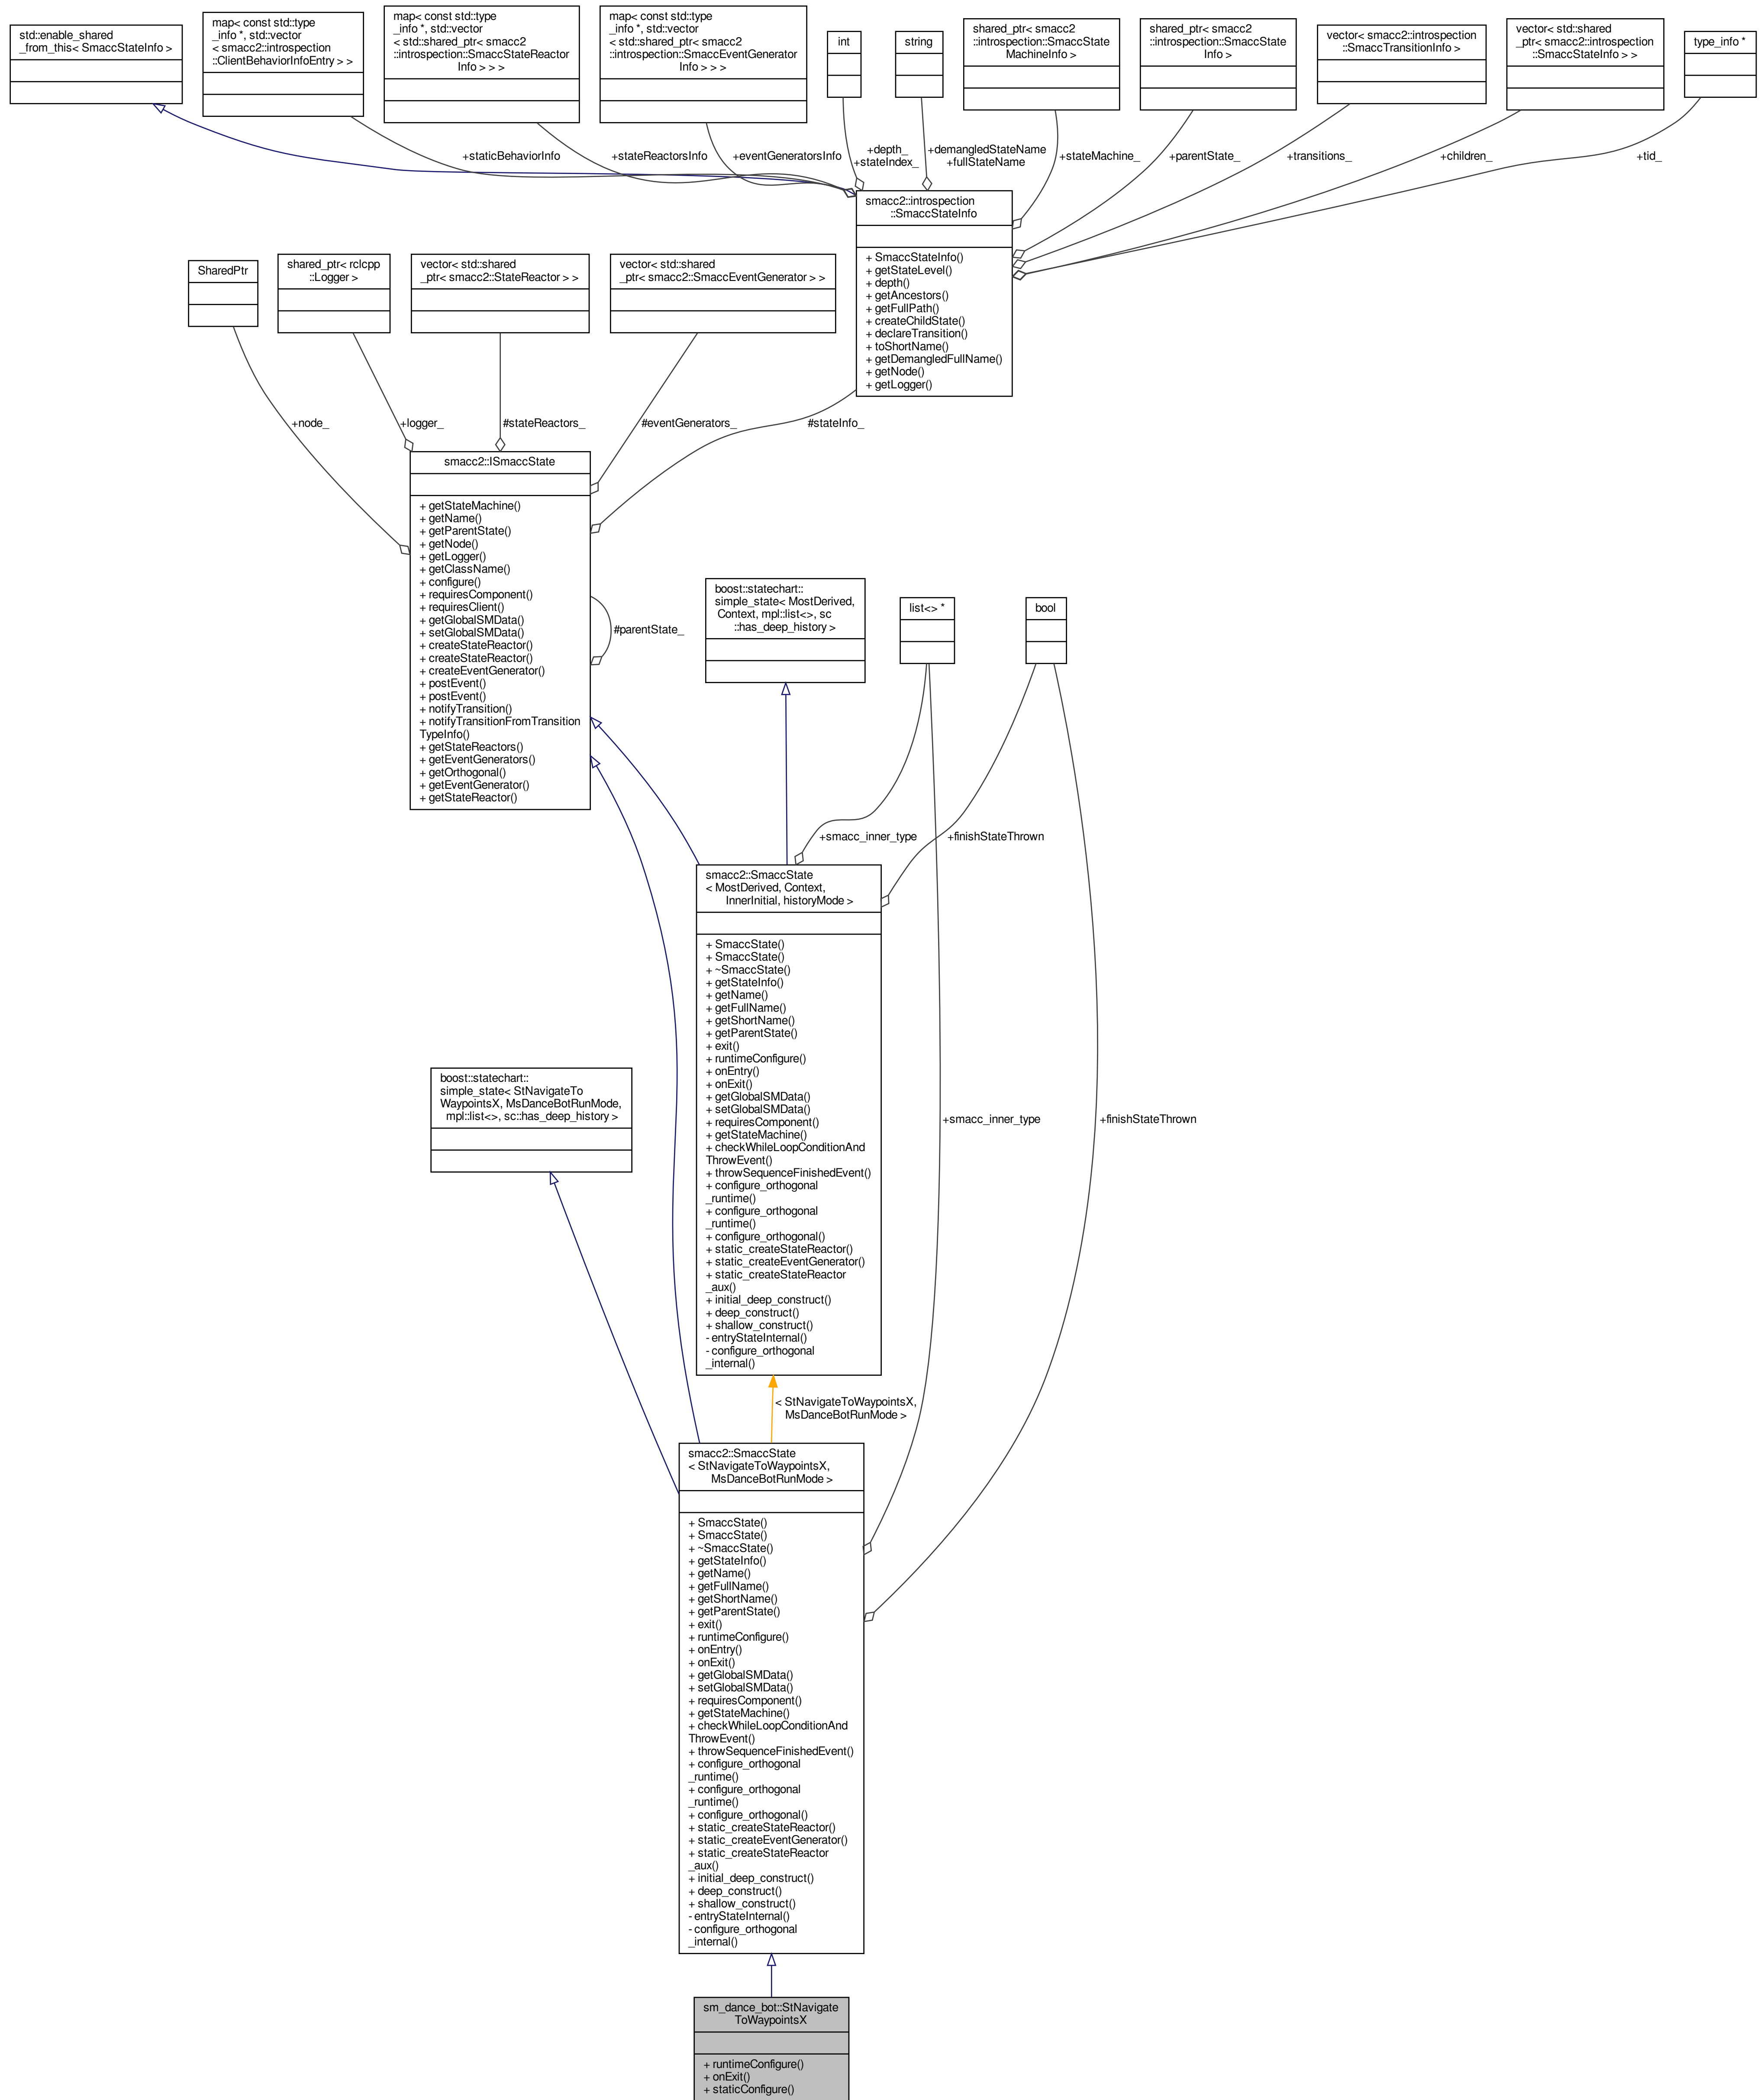 std::enable_shared
_from_this< SmaccStateInfo >
map< const std::type
_info *, std::vector
< smacc2::introspection
::ClientBehaviorInfoEntry > >
map< const std::type
_info *, std::vector
< std::shared_ptr< smacc2
::introspection::SmaccStateReactor
Info > > >
map< const std::type
_info *, std::vector
< std::shared_ptr< smacc2
::introspection::SmaccEventGenerator
Info > > >
int
string
shared_ptr< smacc2
::introspection::SmaccState
MachineInfo >
shared_ptr< smacc2
::introspection::SmaccState
Info >
vector< smacc2::introspection
::SmaccTransitionInfo >
vector< std::shared
_ptr< smacc2::introspection
::SmaccStateInfo > >
type_info *
+staticBehaviorInfo
+stateReactorsInfo
+eventGeneratorsInfo
+depth_
+stateIndex_
+demangledStateName
+fullStateName
+stateMachine_
+parentState_
+transitions_
+children_
+tid_
smacc2::introspection
::SmaccStateInfo
+ SmaccStateInfo()
+ getStateLevel()
+ depth()
+ getAncestors()
+ getFullPath()
+ createChildState()
+ declareTransition()
+ toShortName()
+ getDemangledFullName()
+ getNode()
+ getLogger()
SharedPtr
shared_ptr< rclcpp
::Logger >
vector< std::shared
_ptr< smacc2::StateReactor > >
vector< std::shared
_ptr< smacc2::SmaccEventGenerator > >
+node_
+logger_
#stateReactors_
#eventGenerators_
#stateInfo_
smacc2::ISmaccState
+ getStateMachine()
+ getName()
+ getParentState()
+ getNode()
+ getLogger()
+ getClassName()
+ configure()
+ requiresComponent()
+ requiresClient()
+ getGlobalSMData()
+ setGlobalSMData()
+ createStateReactor()
+ createStateReactor()
+ createEventGenerator()
+ postEvent()
+ postEvent()
+ notifyTransition()
+ notifyTransitionFromTransition
TypeInfo()
+ getStateReactors()
+ getEventGenerators()
+ getOrthogonal()
+ getEventGenerator()
+ getStateReactor()
#parentState_
boost::statechart::
simple_state< MostDerived,
Context, mpl::list<>, sc
::has_deep_history >
list<> *
bool
+smacc_inner_type
+finishStateThrown
smacc2::SmaccState
< MostDerived, Context,
InnerInitial, historyMode >
+ SmaccState()
+ SmaccState()
+ ~SmaccState()
+ getStateInfo()
+ getName()
+ getFullName()
+ getShortName()
+ getParentState()
+ exit()
+ runtimeConfigure()
+ onEntry()
+ onExit()
+ getGlobalSMData()
+ setGlobalSMData()
+ requiresComponent()
+ getStateMachine()
+ checkWhileLoopConditionAnd
ThrowEvent()
+ throwSequenceFinishedEvent()
+ configure_orthogonal
_runtime()
+ configure_orthogonal
_runtime()
+ configure_orthogonal()
+ static_createStateReactor()
+ static_createEventGenerator()
+ static_createStateReactor
_aux()
+ initial_deep_construct()
+ deep_construct()
+ shallow_construct()
- entryStateInternal()
- configure_orthogonal
_internal()
boost::statechart::
simple_state< StNavigateTo
WaypointsX, MsDanceBotRunMode,
mpl::list<>, sc::has_deep_history >
+smacc_inner_type
+finishStateThrown
< StNavigateToWaypointsX,
MsDanceBotRunMode >
smacc2::SmaccState
< StNavigateToWaypointsX,
MsDanceBotRunMode >
+ SmaccState()
+ SmaccState()
+ ~SmaccState()
+ getStateInfo()
+ getName()
+ getFullName()
+ getShortName()
+ getParentState()
+ exit()
+ runtimeConfigure()
+ onEntry()
+ onExit()
+ getGlobalSMData()
+ setGlobalSMData()
+ requiresComponent()
+ getStateMachine()
+ checkWhileLoopConditionAnd
ThrowEvent()
+ throwSequenceFinishedEvent()
+ configure_orthogonal
_runtime()
+ configure_orthogonal
_runtime()
+ configure_orthogonal()
+ static_createStateReactor()
+ static_createEventGenerator()
+ static_createStateReactor
_aux()
+ initial_deep_construct()
+ deep_construct()
+ shallow_construct()
- entryStateInternal()
- configure_orthogonal
_internal()
sm_dance_bot::StNavigate
ToWaypointsX
+ runtimeConfigure()
+ onExit()
+ staticConfigure()